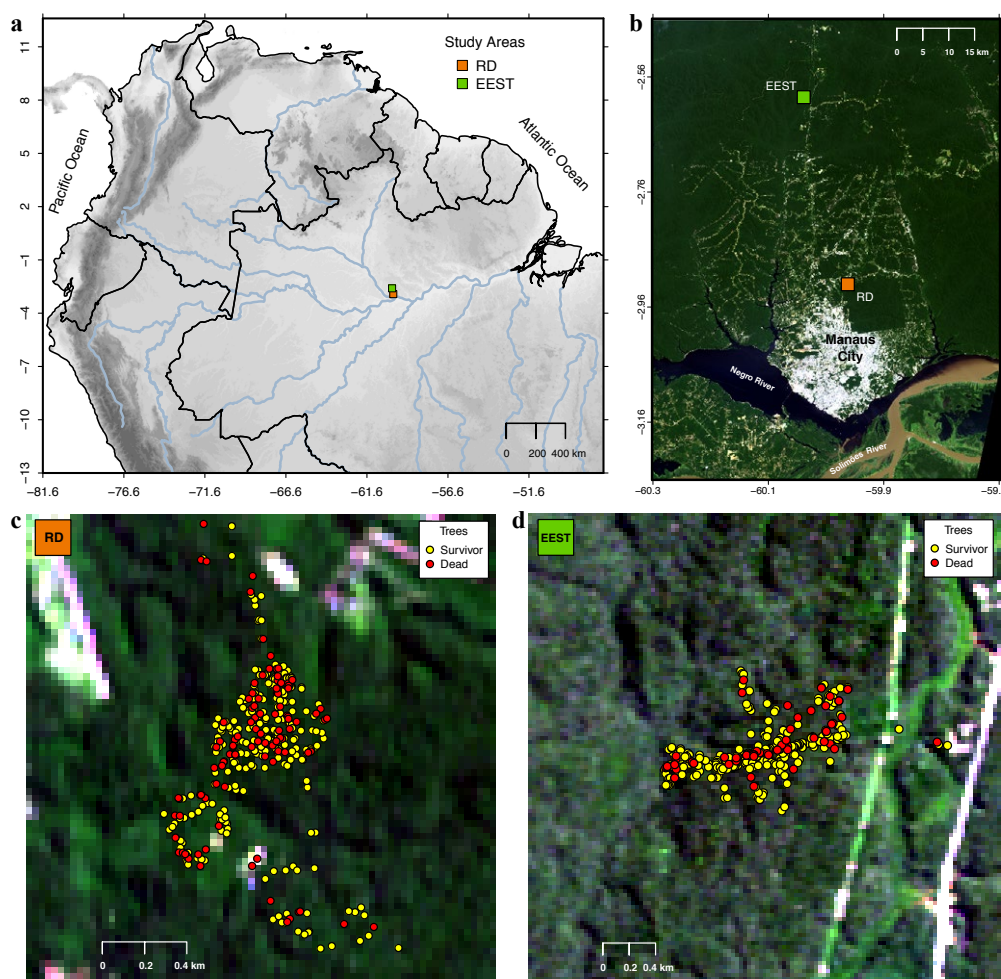 a
Study Areas
RD
EEST
Pacific Ocean
Atlantic Ocean
11
8
5
2
−1
−4
−7
−10
−13
0 200 400 km
−81.6 −76.6 −71.6 −66.6 −61.6 −56.6 −51.6
b
0 5 10 15 km
EEST
RD
Manaus
City
Negro River
Solimões River
−2.56
−2.76
−2.96
−3.16
−60.3 −60.1 −59.9 −59.
c
RD
Trees
Survivor
Dead
0 0.2 0.4 km
d
EEST
Trees
Survivor
Dead
0 0.2 0.4 km